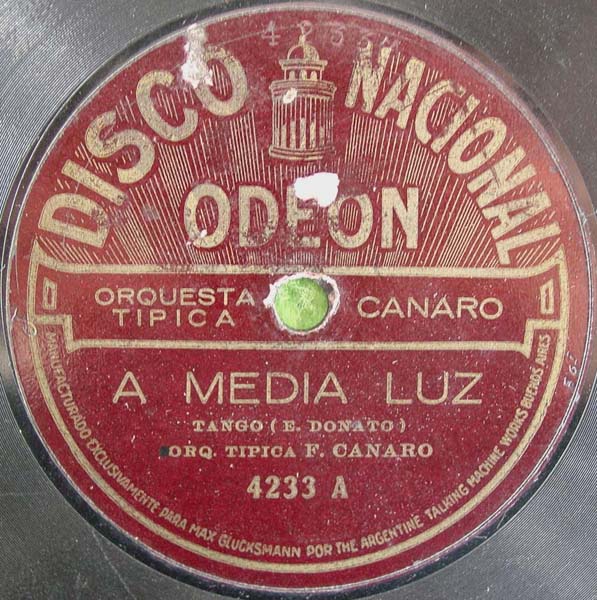 DISCO NACIONAL
ODEON
ORQUESTA TIPICA CANARO
A MEDIA LUZ
TANGO (E. DONATO)
ORQ. TIPICA F. CANARO
4233 A
MANUFACTURADO EXCLUSIVAMENTE PARA MAX GLÜCKSMANN POR THE ARGENTINE TALKING MACHINE WORKS BUENOS AIRES